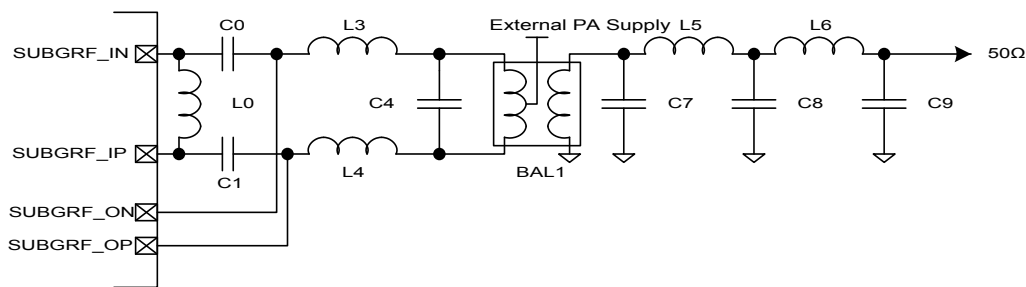 C0
L3
External PA Supply
L5
L6
SUBGRF_IN
50Ω
L0
C4
C7
C8
C9
SUBGRF_IP
C1
L4
BAL1
SUBGRF_ON
SUBGRF_OP